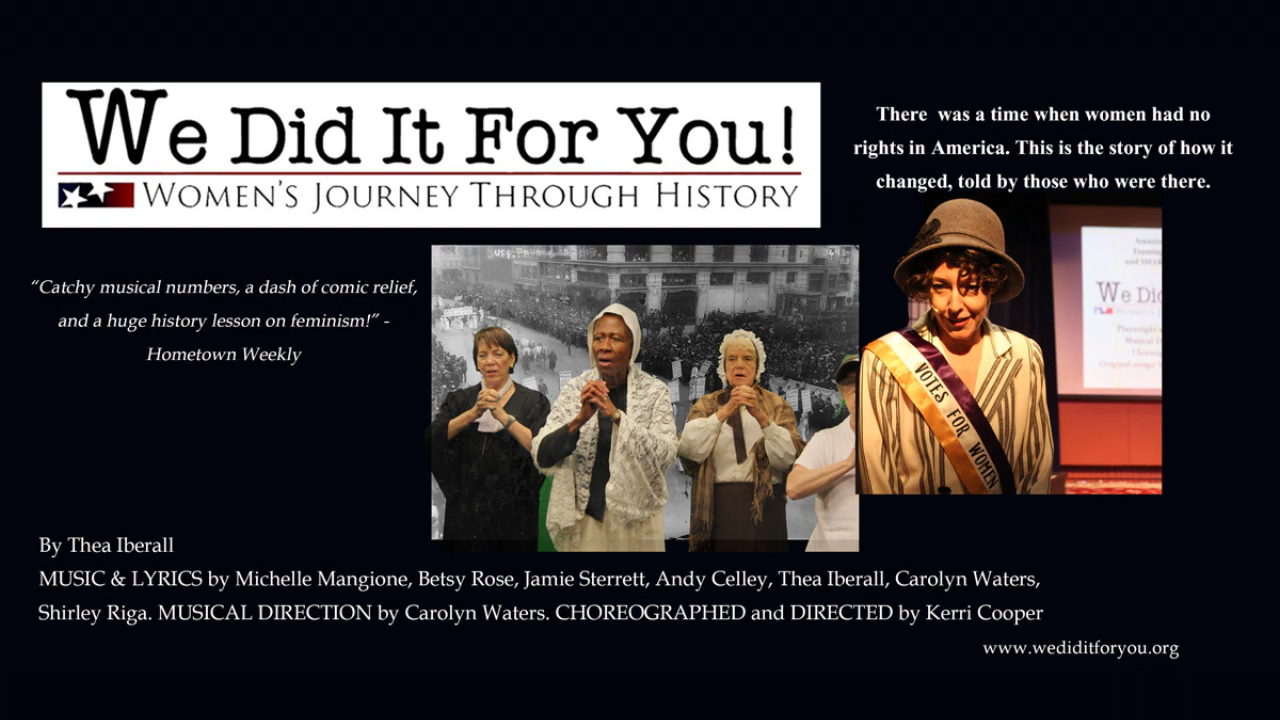 We Did It For You!
Women's Journey Through History
There was a time when women had no
rights in America. This is the story of how it
changed, told by those who were there.
"Catchy musical numbers, a dash of comic relief,
and a huge history lesson on feminism!" -
Hometown Weekly
VOTES FOR WOMEN
We Did
By Thea Iberall
MUSIC & LYRICS by Michelle Mangione, Betsy Rose, Jamie Sterrett, Andy Celley, Thea Iberall, Carolyn Waters,
Shirley Riga. MUSICAL DIRECTION by Carolyn Waters. CHOREOGRAPHED and DIRECTED by Kerri Cooper
www.wediditforyou.org